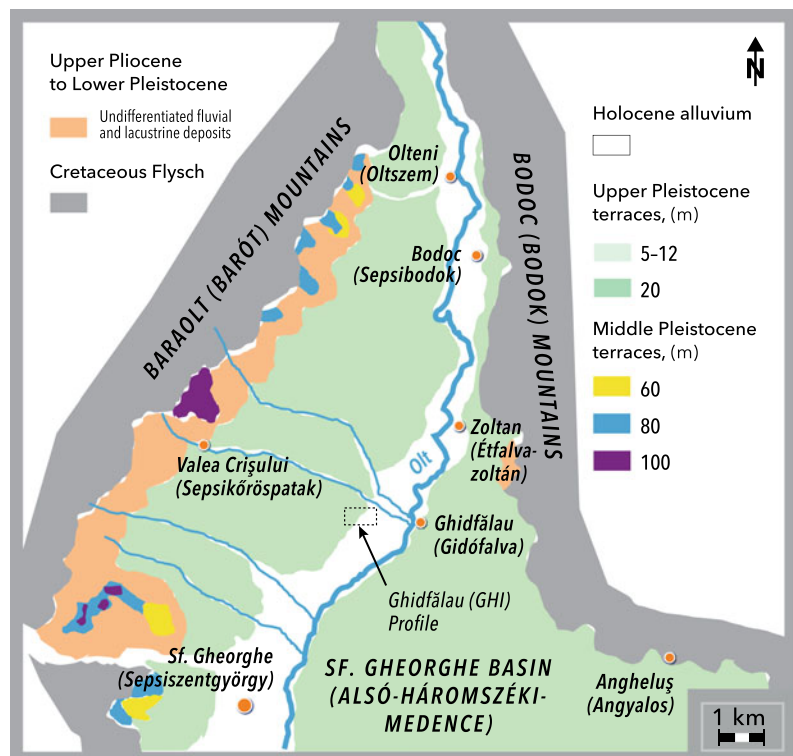 Upper Pliocene
to Lower Pleistocene
Undifferentiated fluvial
and lacustrine deposits
Cretaceous Flysch
N
Holocene alluvium
Upper Pleistocene
terraces, (m)
5–12
20
Middle Pleistocene
terraces, (m)
60
80
100
BARAOLT (BARÓT) MOUNTAINS
BODOC (BODOK) MOUNTAINS
Olteni
(Oltszem)
Bodoc
(Sepsibodok)
Zoltan
(Étfalva-
zoltán)
Olt
Valea Crişului
(Sepsikőröspatak)
Ghidfălau
(Gidófalva)
Ghidfălau (GHI)
Profile
Sf. Gheorghe
(Sepsiszentgyörgy)
SF. GHEORGHE BASIN
(ALSÓ-HÁROMSZÉKI-
MEDENCE)
Angheluş
(Angyalos)
1 km